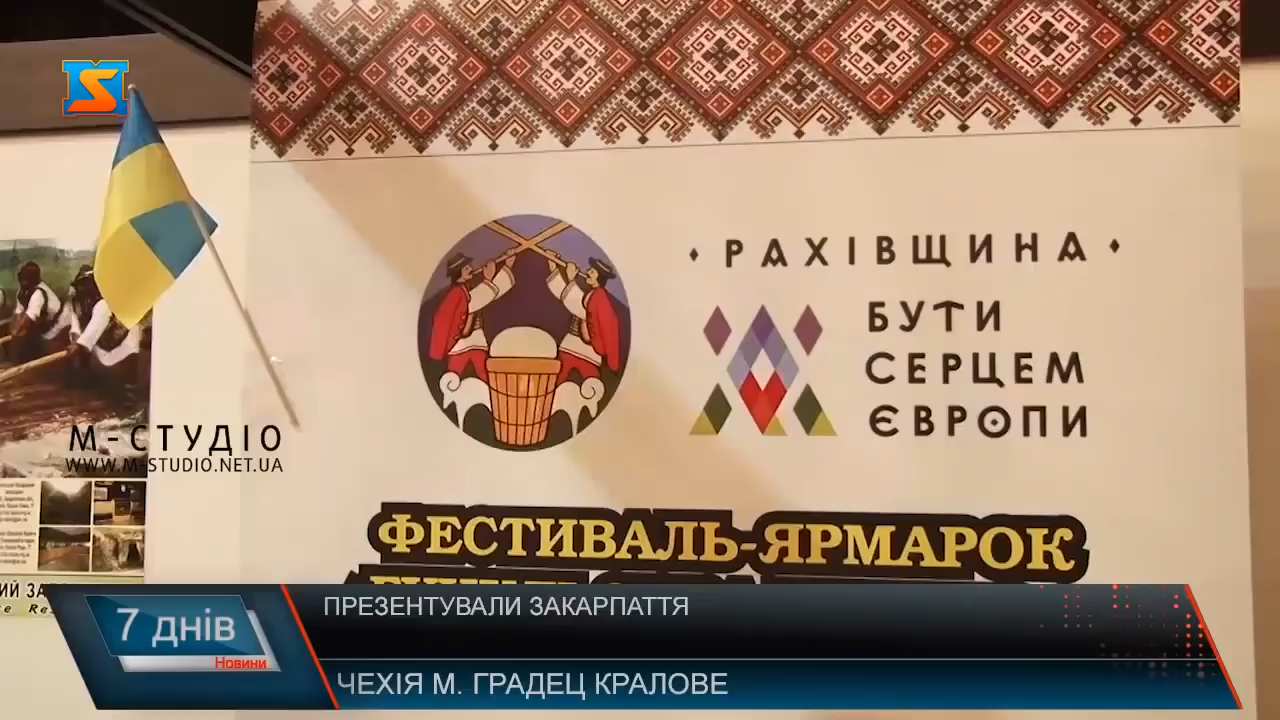 РАХІВЩИНА
БУТИ
СЕРЦЕМ
ЄВРОПИ
М-СТУДІО
WWW.M-STUDIO.NET.UA
ФЕСТИВАЛЬ-ЯРМАРОК
7 днів
Новини
ПРЕЗЕНТУВАЛИ ЗАКАРПАТТЯ
ЧЕХІЯ М. ГРАДЕЦ КРАЛОВЕ